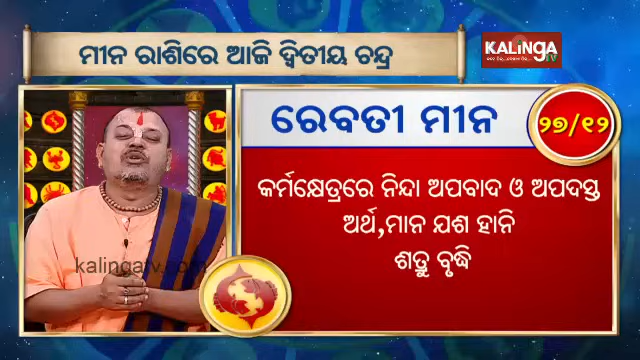 ମୀନ ରାଶିରେ ଆଜି ଦ୍ୱିତୀୟ ଚନ୍ଦ୍ର
KALINGA
TV
ରେବତୀ ମୀନ
୨୭/୧୨
କର୍ମକ୍ଷେତ୍ରରେ ନିନ୍ଦା ଅପବାଦ ଓ ଅପଦସ୍ତ
ଅର୍ଥ,ମାନ ଯଶ ହାନି
ଶତ୍ରୁ ବୃଦ୍ଧି
kalingatv.com